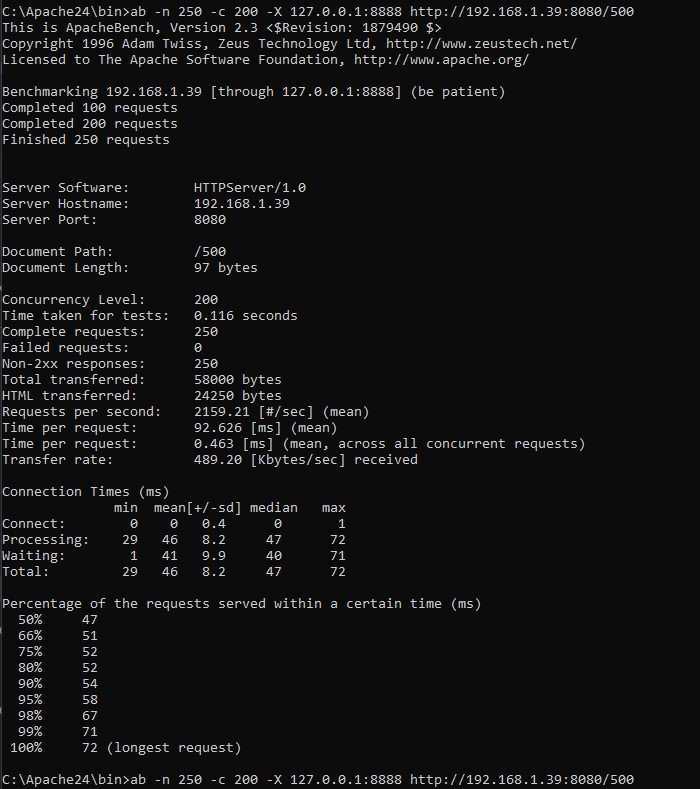 C:\Apache24\bin>ab -n 250 -c 200 -X 127.0.0.1:8888 http://192.168.1.39:8080/500
This is ApacheBench, Version 2.3 <$Revision: 1879490 $>
Copyright 1996 Adam Twiss, Zeus Technology Ltd, http://www.zeustech.net/
Licensed to The Apache Software Foundation, http://www.apache.org/
Benchmarking 192.168.1.39 [through 127.0.0.1:8888] (be patient)
Completed 100 requests
Completed 200 requests
Finished 250 requests
Server Software: HTTPServer/1.0
Server Hostname: 192.168.1.39
Server Port: 8080
Document Path: /500
Document Length: 97 bytes
Concurrency Level: 200
Time taken for tests: 0.116 seconds
Complete requests: 250
Failed requests: 0
Non-2xx responses: 250
Total transferred: 58000 bytes
HTML transferred: 24250 bytes
Requests per second: 2159.21 [#/sec] (mean)
Time per request: 92.626 [ms] (mean)
Time per request: 0.463 [ms] (mean, across all concurrent requests)
Transfer rate: 489.20 [Kbytes/sec] received
Connection Times (ms)
min mean[+/-sd] median max
Connect: 0 0 0.4 0 1
Processing: 29 46 8.2 47 72
Waiting: 1 41 9.9 40 71
Total: 29 46 8.2 47 72
Percentage of the requests served within a certain time (ms)
50% 47
66% 51
75% 52
80% 52
90% 54
95% 58
98% 67
99% 71
100% 72 (longest request)
C:\Apache24\bin>ab -n 250 -c 200 -X 127.0.0.1:8888 http://192.168.1.39:8080/500